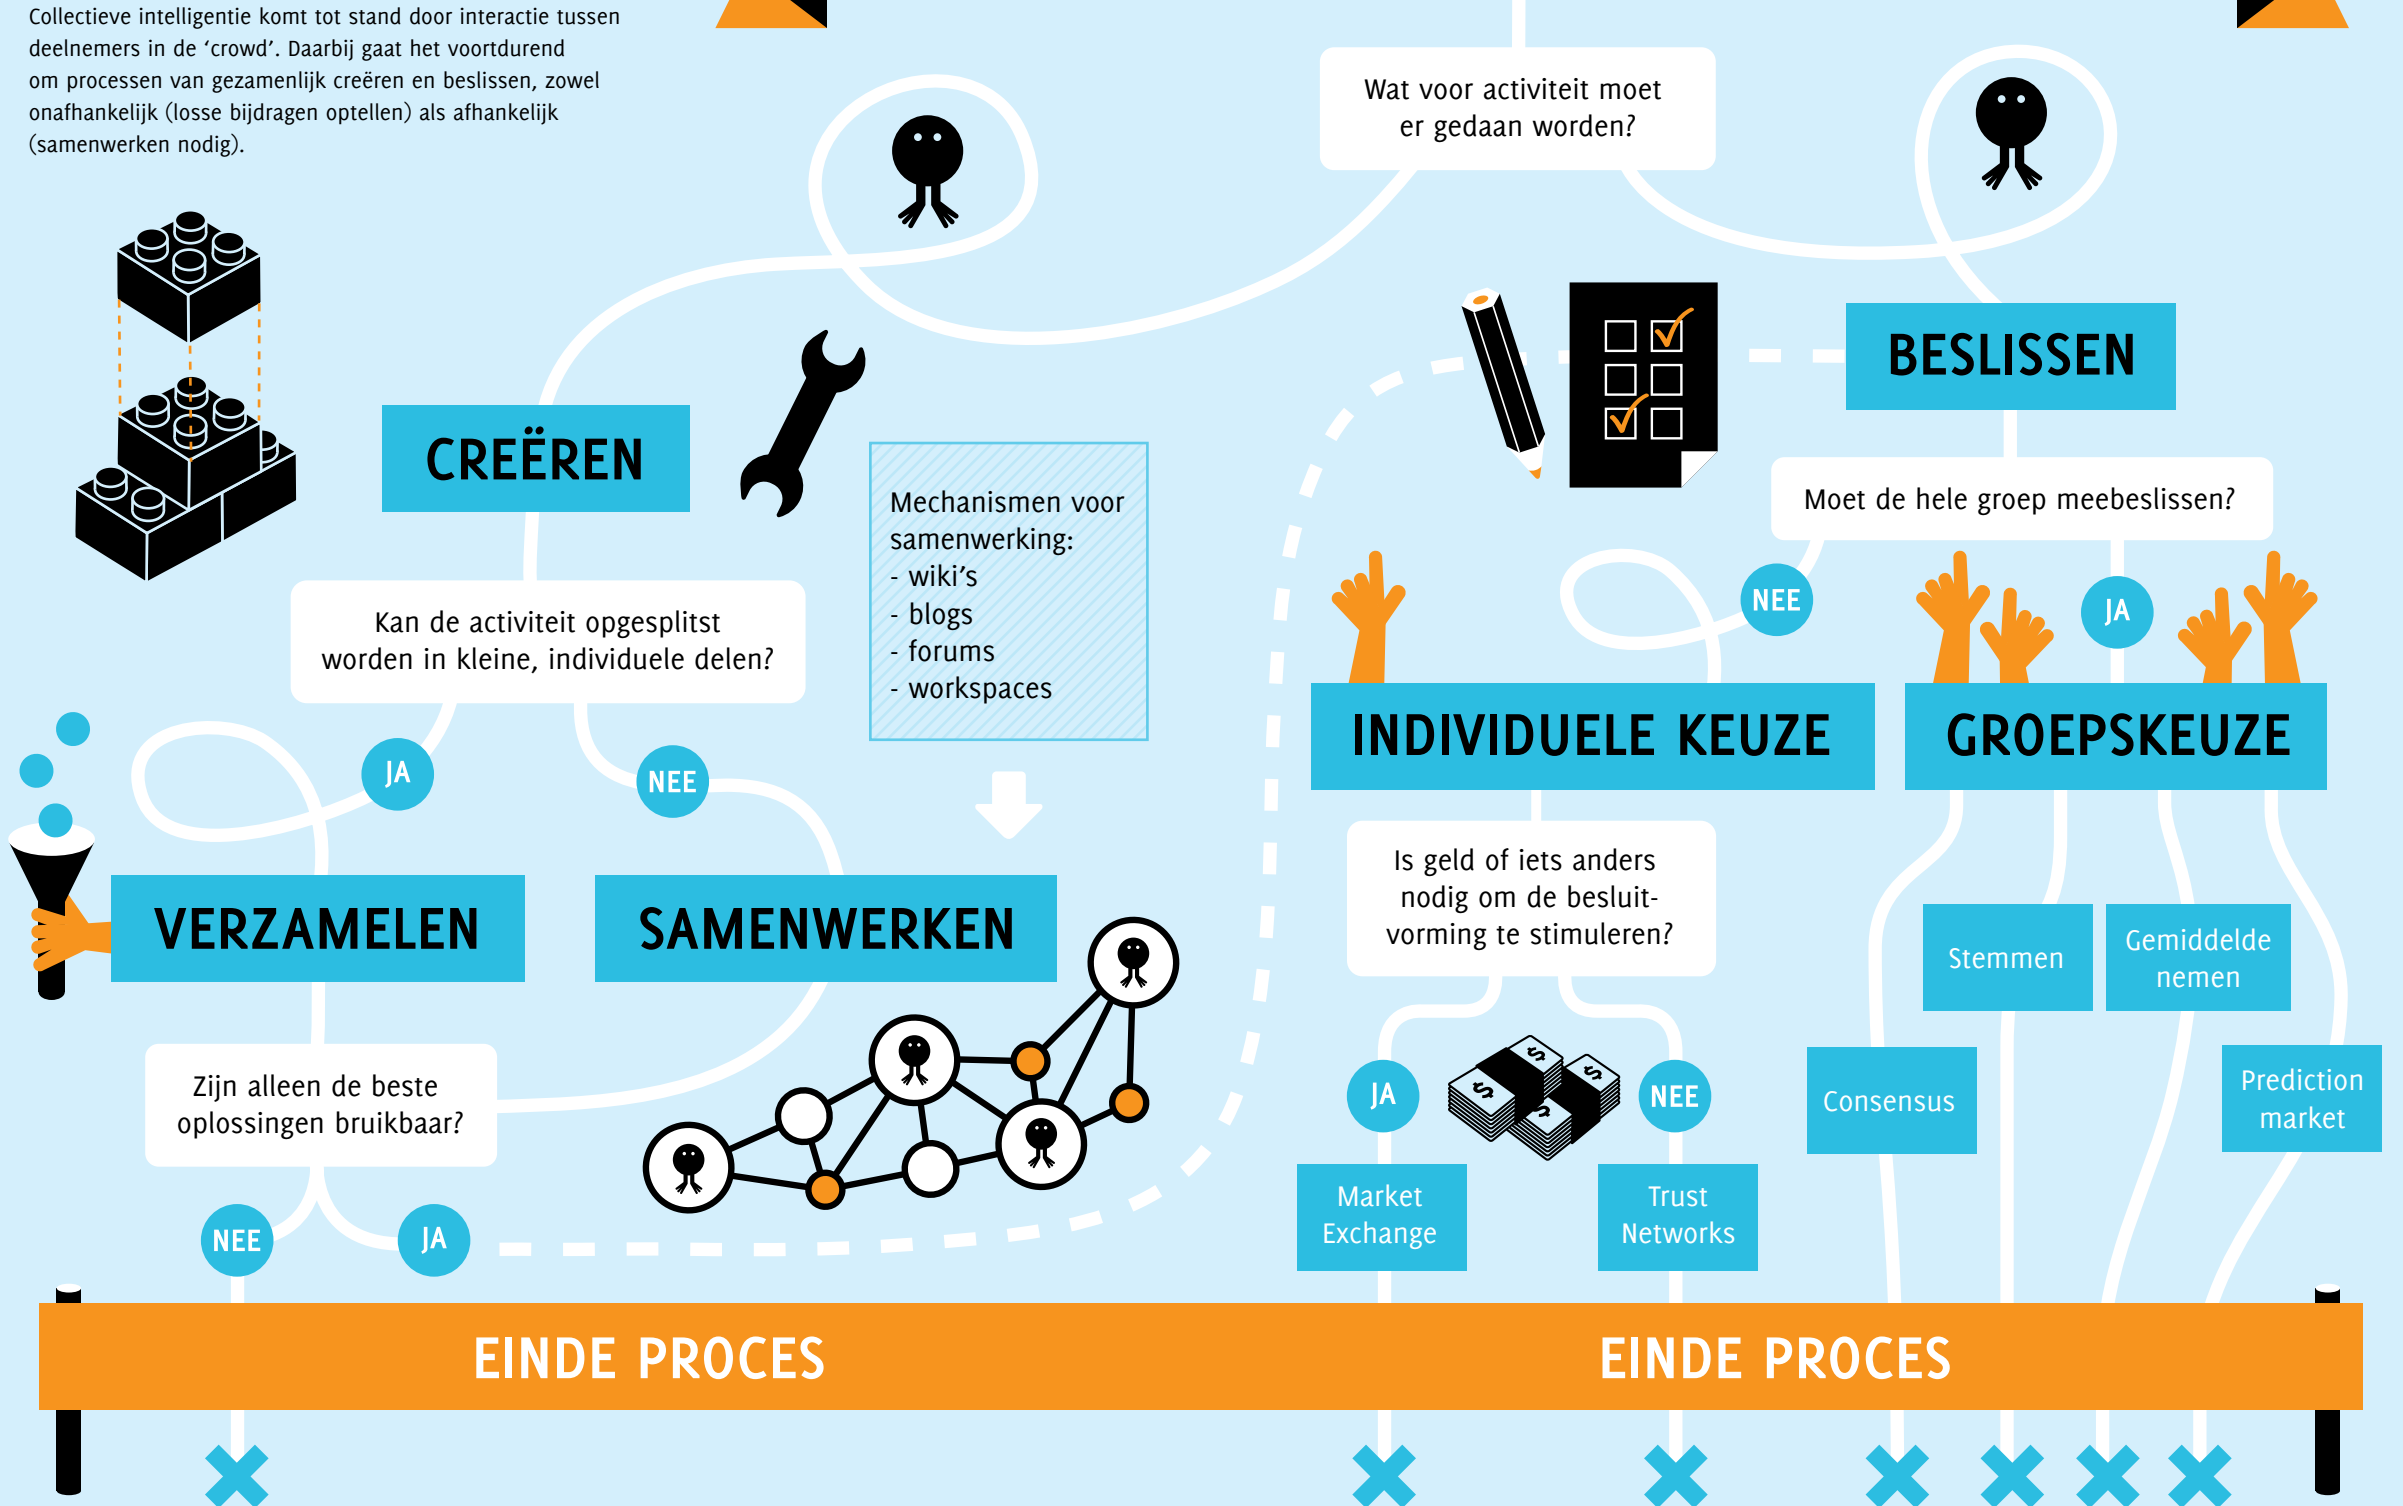 Collectieve intelligentie komt tot stand door interactie tussen
deelnemers in de ‘crowd’. Daarbij gaat het voortdurend
om processen van gezamenlijk creëren en beslissen, zowel
onafhankelijk (losse bijdragen optellen) als afhankelijk
(samenwerken nodig).
Wat voor activiteit moet
er gedaan worden?
CREËREN
Mechanismen voor
samenwerking:
- wiki’s
- blogs
- forums
- workspaces
Kan de activiteit opgesplitst
worden in kleine, individuele delen?
JA
NEE
VERZAMELEN
SAMENWERKEN
Zijn alleen de beste
oplossingen bruikbaar?
NEE
JA
BESLISSEN
Moet de hele groep meebeslissen?
NEE
JA
INDIVIDUELE KEUZE
GROEPSKEUZE
Is geld of iets anders
nodig om de besluit-
vorming te stimuleren?
JA
$
$
$
$
NEE
Market
Exchange
Trust
Networks
Consensus
Stemmen
Gemiddelde
nemen
Prediction
market
EINDE PROCES
EINDE PROCES